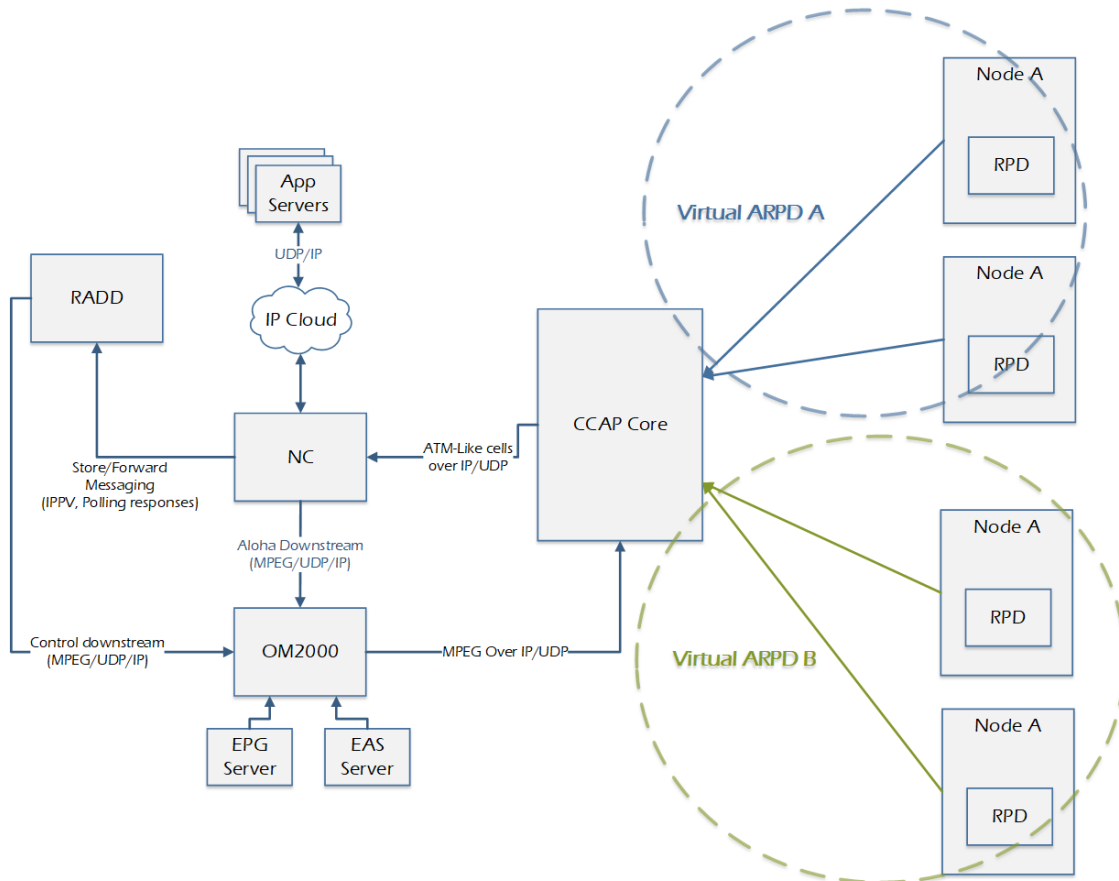 Node A
RPD
App
Servers
Virtual ARPD A
UDP/IP
RADD
IP Cloud
Node A
RPD
CCAP Core
NC
ATM-Like cells
over IP/UDP
Store/Forward
Messaging
(IPPV, Polling responses)
Node A
RPD
Aloha Downstream
(MPEG/UDP/IP)
Control downstream
(MPEG/UDP/IP)
OM2000
MPEG Over IP/UDP
Virtual ARPD B
Node A
RPD
EPG
Server
EAS
Server